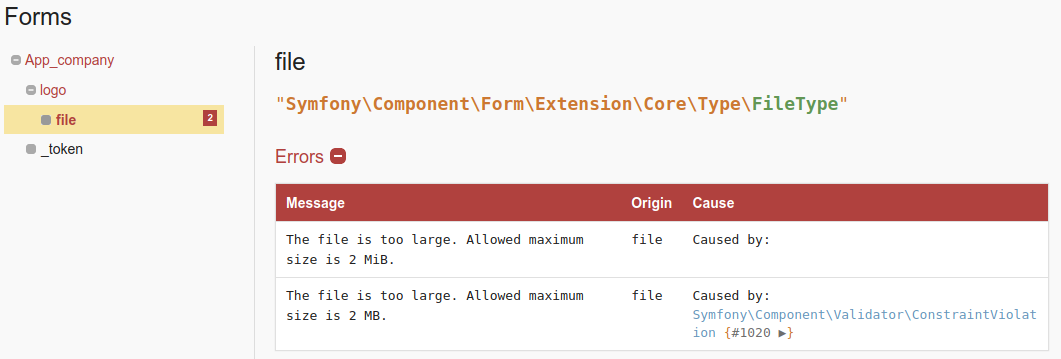 Forms
App_company
logo
file 2
_token
file
"Symfony\Component\Form\Extension\Core\Type\FileType"
Errors
Message Origin Cause
The file is too large. Allowed maximum file Caused by:
size is 2 MiB.
The file is too large. Allowed maximum file Caused by:
size is 2 MB. Symfony\Component\Validator\ConstraintViolat
ion {#1020 ▶}